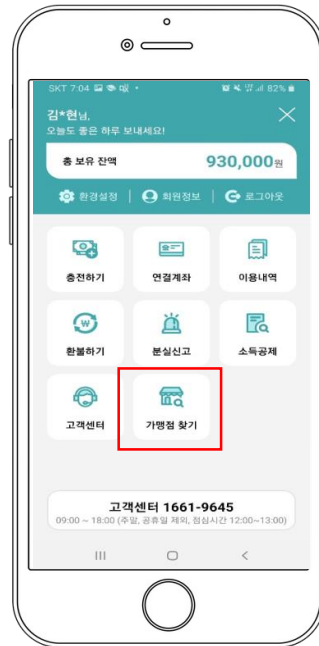 SKT 7:04 82%
김*현님,
오늘도 좋은 하루 보내세요!
총 보유 잔액 930,000원
환경설정 | 회원정보 | 로그아웃
충전하기 연결계좌 이용내역
환불하기 분실신고 소득공제
고객센터 가맹점 찾기
고객센터 1661-9645
09:00 ~ 18:00 (주말, 공휴일 제외, 점심시간 12:00~13:00)